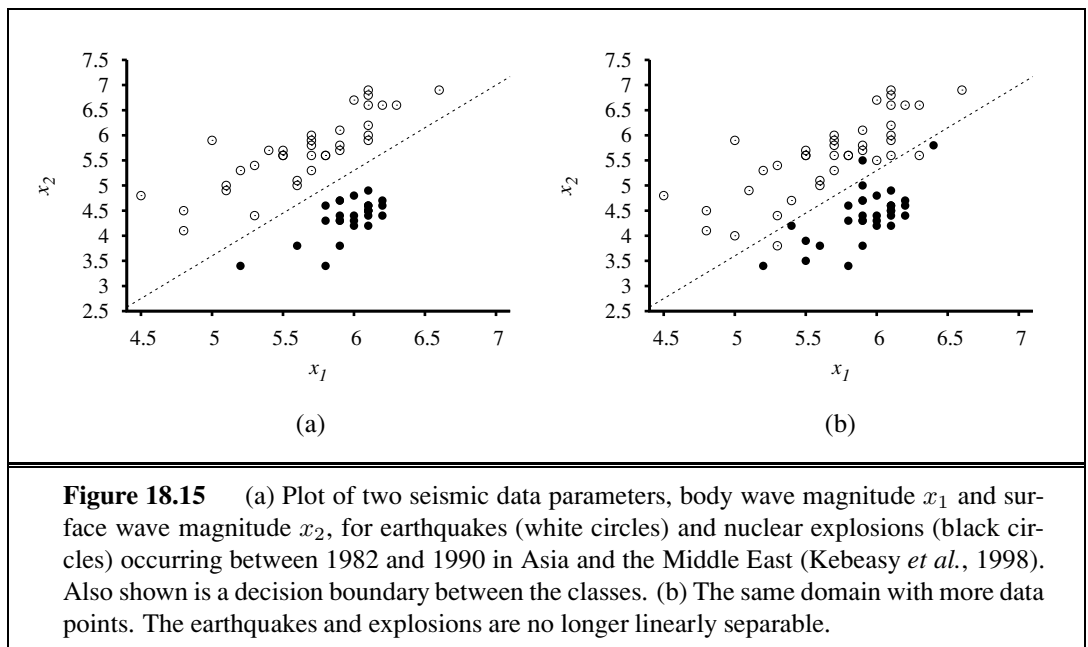 7.5
7
6.5
6
5.5
5
4.5
4
3.5
3
2.5
x2
4.5 5 5.5 6 6.5 7
x1
(a)
7.5
7
6.5
6
5.5
5
4.5
4
3.5
3
2.5
x2
4.5 5 5.5 6 6.5 7
x1
(b)
Figure 18.15 (a) Plot of two seismic data parameters, body wave magnitude x1 and sur-
face wave magnitude x2, for earthquakes (white circles) and nuclear explosions (black cir-
cles) occurring between 1982 and 1990 in Asia and the Middle East (Kebeasy et al., 1998).
Also shown is a decision boundary between the classes. (b) The same domain with more data
points. The earthquakes and explosions are no longer linearly separable.